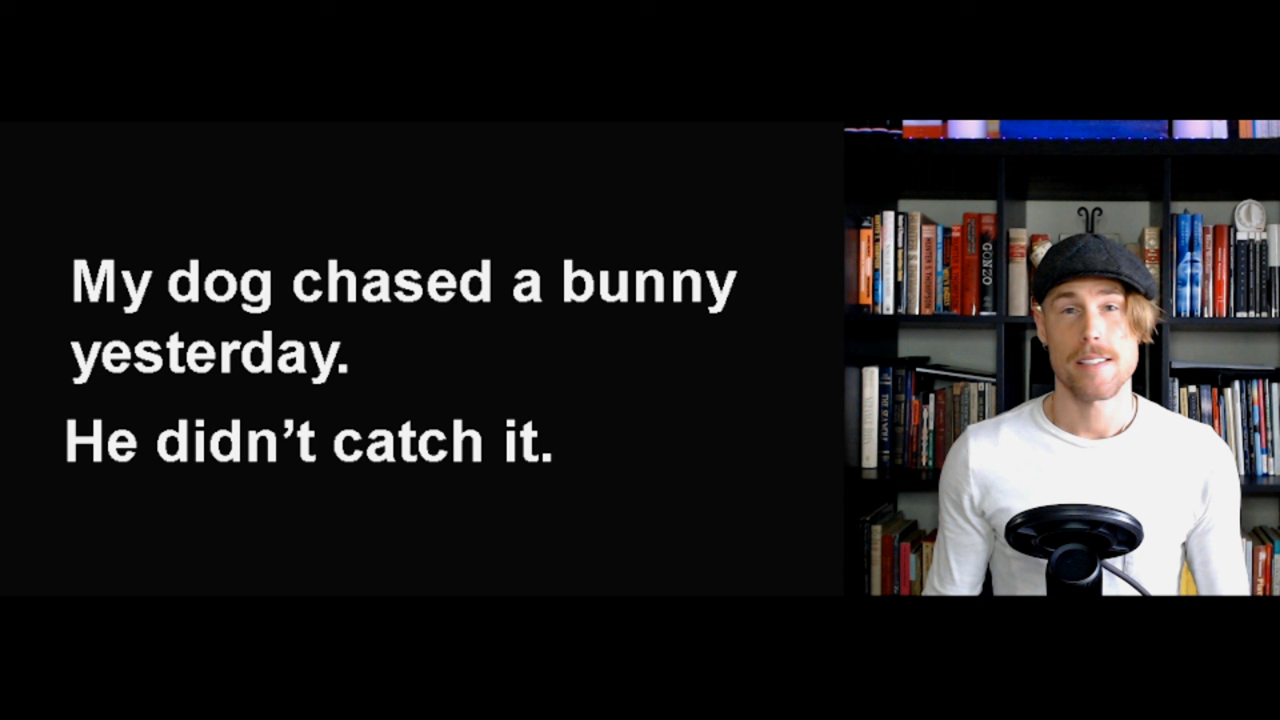 My dog chased a bunny
yesterday.
He didn’t catch it.
GONZO